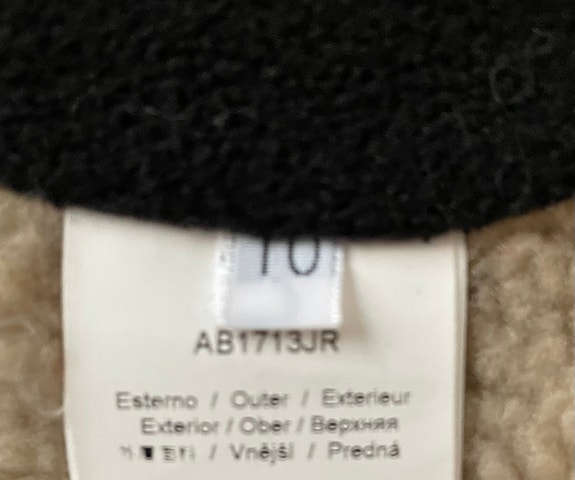 10
AB1713JR
Esterno / Outer / Exterieur
Exterior / Ober / Верхняя
/ Vnější / Predná